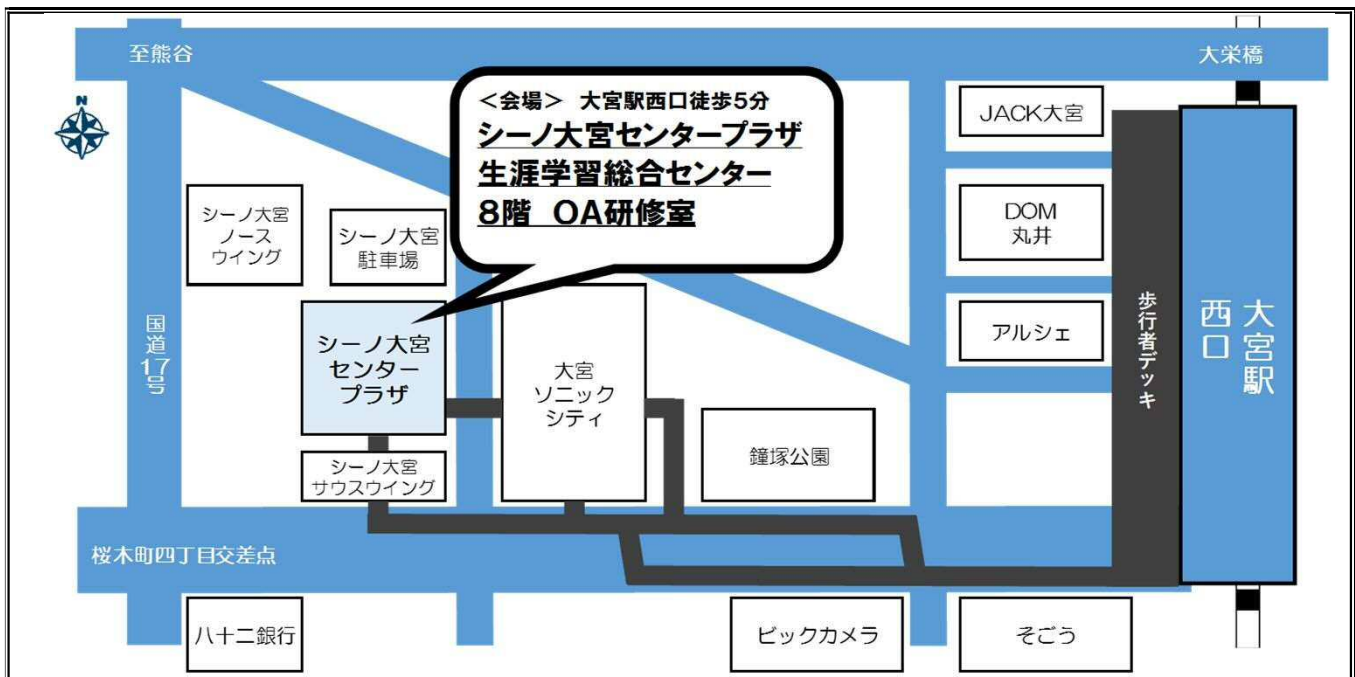 至熊谷
大栄橋
N
<会場> 大宮駅西口徒歩5分
シーノ大宮センタープラザ
生涯学習総合センター
8階 OA研修室
JACK大宮
シーノ大宮
ノース
ウイング
シーノ大宮
駐車場
DOM
丸井
国道17号
シーノ大宮
センター
プラザ
大宮
ソニック
シティ
アルシェ
歩行者デッキ
大宮駅
西口
鐘塚公園
シーノ大宮
サウスウイング
桜木町四丁目交差点
八十二銀行
ビックカメラ
そごう